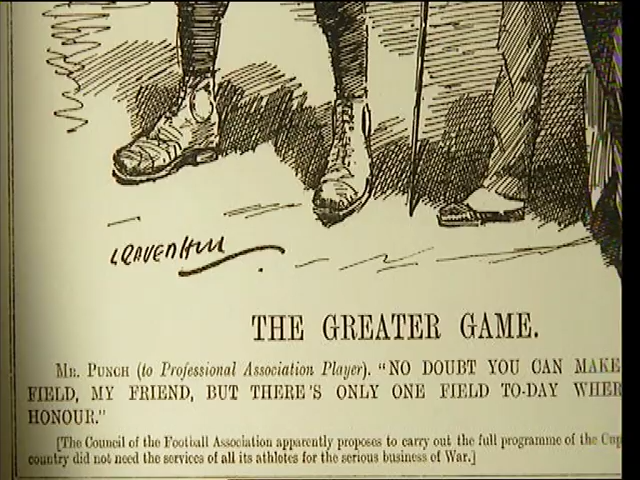 L RAVEN HILL
THE GREATER GAME.
MR. PUNCH (to Professional Association Player). "NO DOUBT YOU CAN MAKE
FIELD, MY FRIEND, BUT THERE'S ONLY ONE FIELD TO-DAY WHER
HONOUR."
[The Council of the Football Association apparently proposes to carry out the full programme of the Cup
country did not need the services of all its athletes for the serious business of War.]